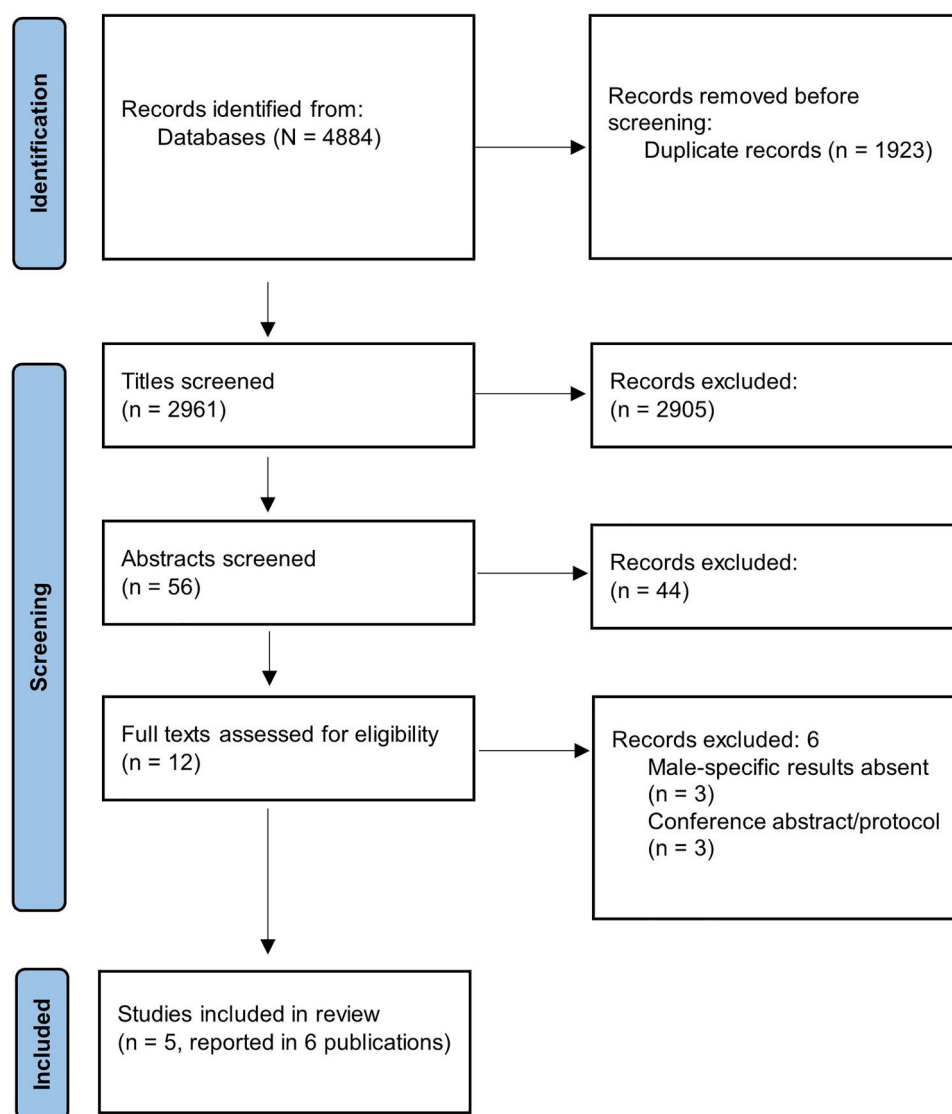 Identification
Records identified from:
Databases (N = 4884)
Records removed before
screening:
Duplicate records (n = 1923)
Screening
Titles screened
(n = 2961)
Records excluded:
(n = 2905)
Abstracts screened
(n = 56)
Records excluded:
(n = 44)
Full texts assessed for eligibility
(n = 12)
Records excluded: 6
Male-specific results absent
(n = 3)
Conference abstract/protocol
(n = 3)
Included
Studies included in review
(n = 5, reported in 6 publications)